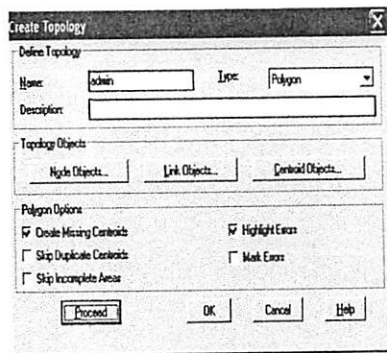 Create Topology X
Define Topology
Name: admin Type: Polygon
Description:
Topology Objects
Node Objects... Link Objects... Centroid Objects...
Polygon Options
Create Missing Centroids Highlight Errors
Skip Duplicate Centroids Mark Errors
Skip Incomplete Areas
Proceed OK Cancel Help